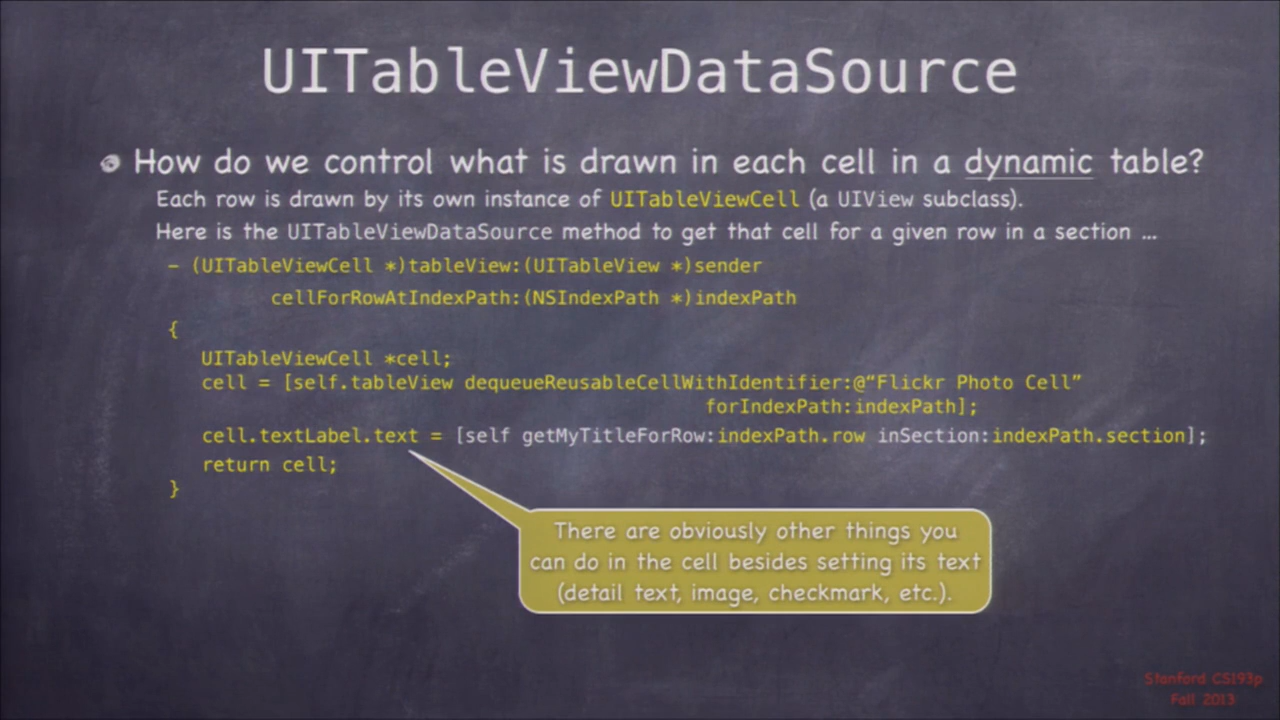 UITableViewDataSource
How do we control what is drawn in each cell in a dynamic table?
Each row is drawn by its own instance of UITableViewCell (a UIView subclass).
Here is the UITableViewDataSource method to get that cell for a given row in a section …
- (UITableViewCell *)tableView:(UITableView *)sender
cellForRowAtIndexPath:(NSIndexPath *)indexPath
{
UITableViewCell *cell;
cell = [self.tableView dequeueReusableCellWithIdentifier:@“Flickr Photo Cell”
forIndexPath:indexPath];
cell.textLabel.text = [self getMyTitleForRow:indexPath.row inSection:indexPath.section];
return cell;
}
There are obviously other things you
can do in the cell besides setting its text
(detail text, image, checkmark, etc.).
Stanford CS193p
Fall 2013